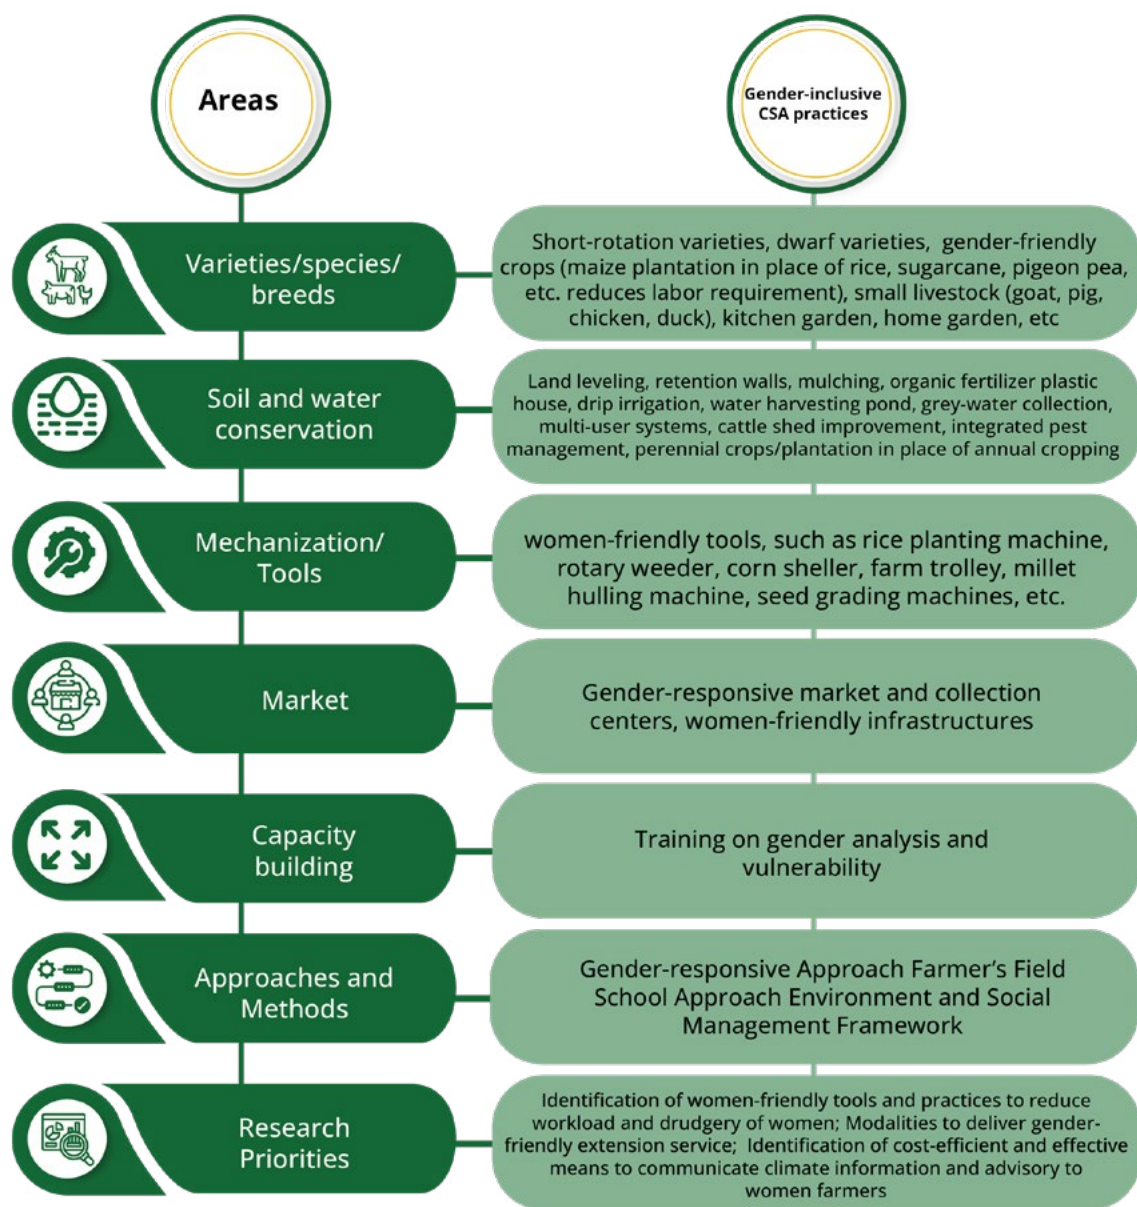 Areas
Gender-inclusive
CSA practices
Varieties/species/
breeds
Short-rotation varieties, dwarf varieties, gender-friendly
crops (maize plantation in place of rice, sugarcane, pigeon pea,
etc. reduces labor requirement), small livestock (goat, pig,
chicken, duck), kitchen garden, home garden, etc
Soil and water
conservation
Land leveling, retention walls, mulching, organic fertilizer plastic
house, drip irrigation, water harvesting pond, grey-water collection,
multi-user systems, cattle shed improvement, integrated pest
management, perennial crops/plantation in place of annual cropping
Mechanization/
Tools
women-friendly tools, such as rice planting machine,
rotary weeder, corn sheller, farm trolley, millet
hulling machine, seed grading machines, etc.
Market
Gender-responsive market and collection
centers, women-friendly infrastructures
Capacity
building
Training on gender analysis and
vulnerability
Approaches and
Methods
Gender-responsive Approach Farmer’s Field
School Approach Environment and Social
Management Framework
Research
Priorities
Identification of women-friendly tools and practices to reduce
workload and drudgery of women; Modalities to deliver gender-
friendly extension service; Identification of cost-efficient and effective
means to communicate climate information and advisory to
women farmers